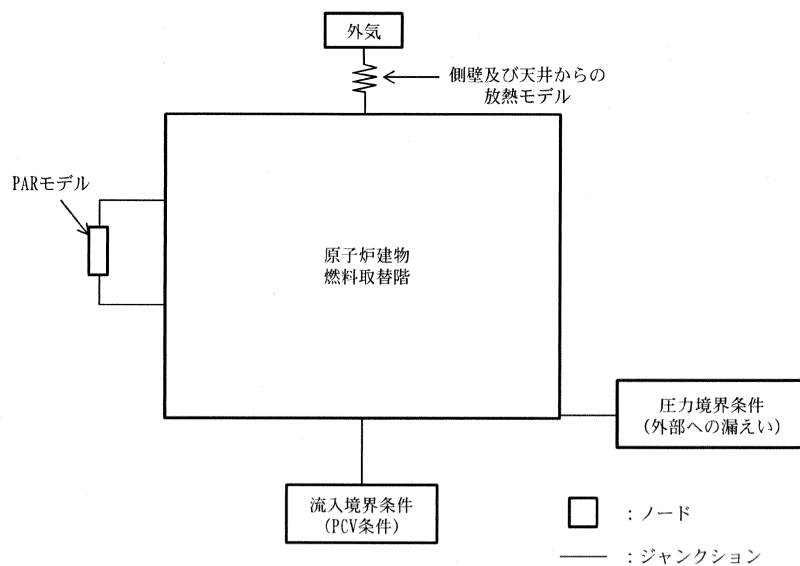 外気
側壁及び天井からの
放熱モデル
PARモデル
原子炉建物
燃料取替階
圧力境界条件
(外部への漏えい)
流入境界条件
(PCV条件)
：ノード
：ジャンクション